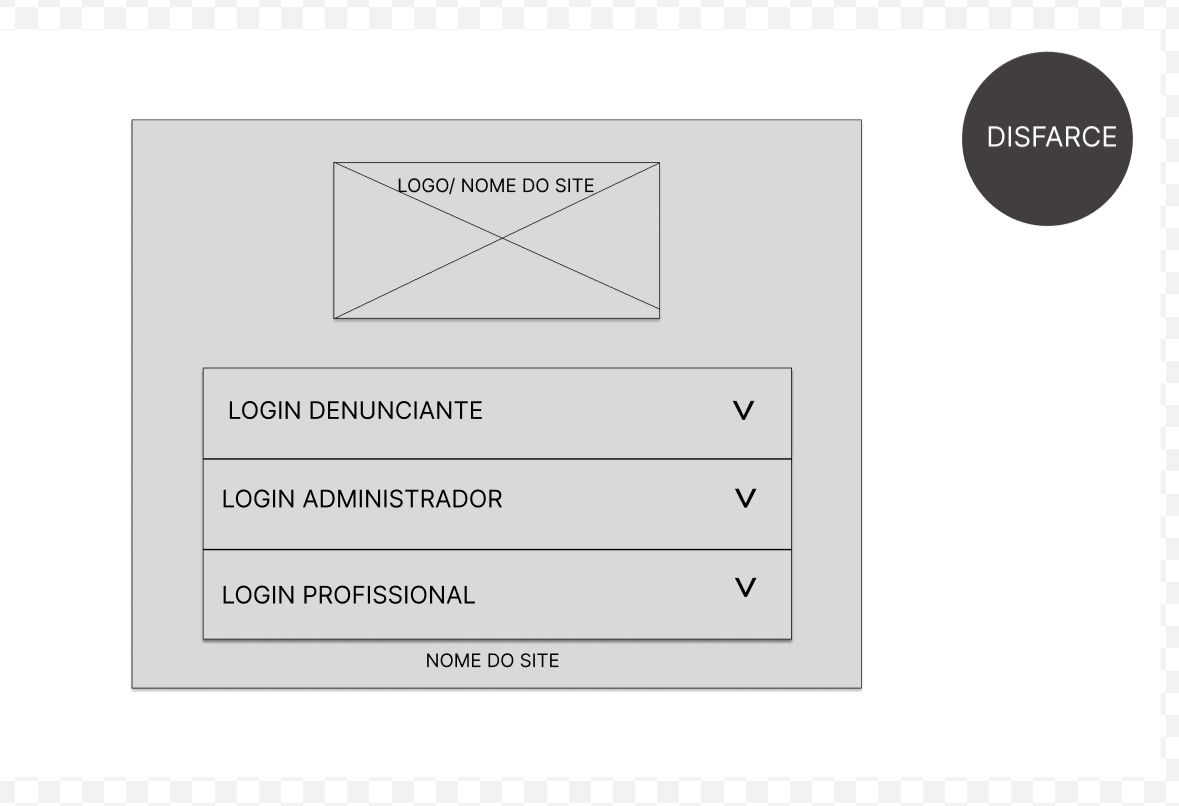 DISFARCE
LOGO/ NOME DO SITE
LOGIN DENUNCIANTE
V
LOGIN ADMINISTRADOR
V
LOGIN PROFISSIONAL
V
NOME DO SITE